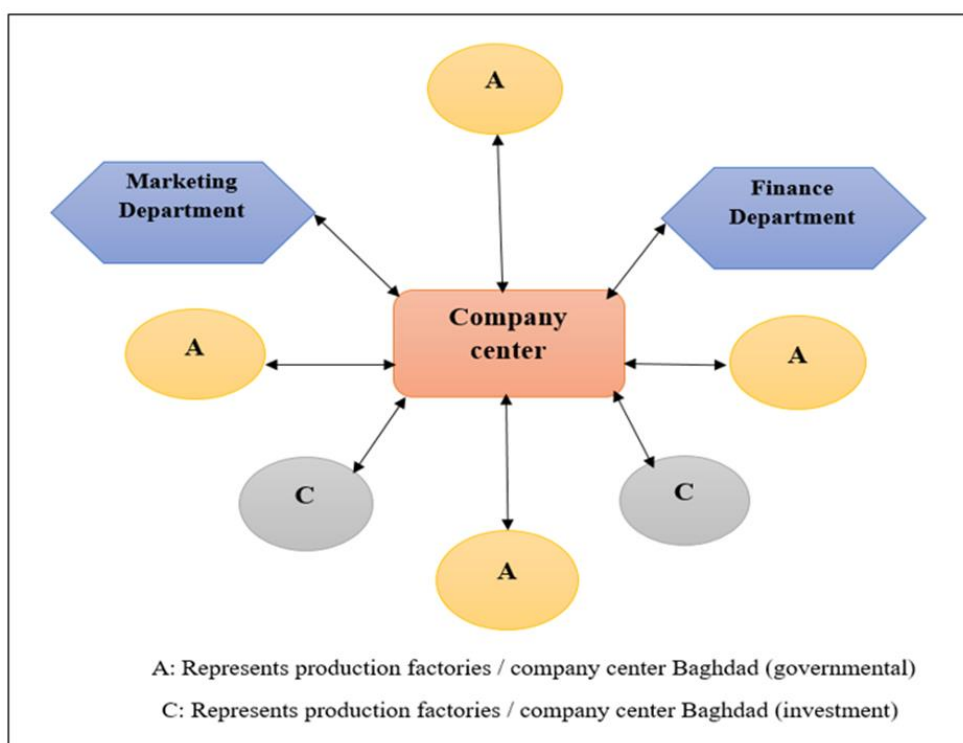 A
Marketing
Department
Finance
Department
Company
center
A
A
C
C
A
A: Represents production factories / company center Baghdad (governmental)
C: Represents production factories / company center Baghdad (investment)